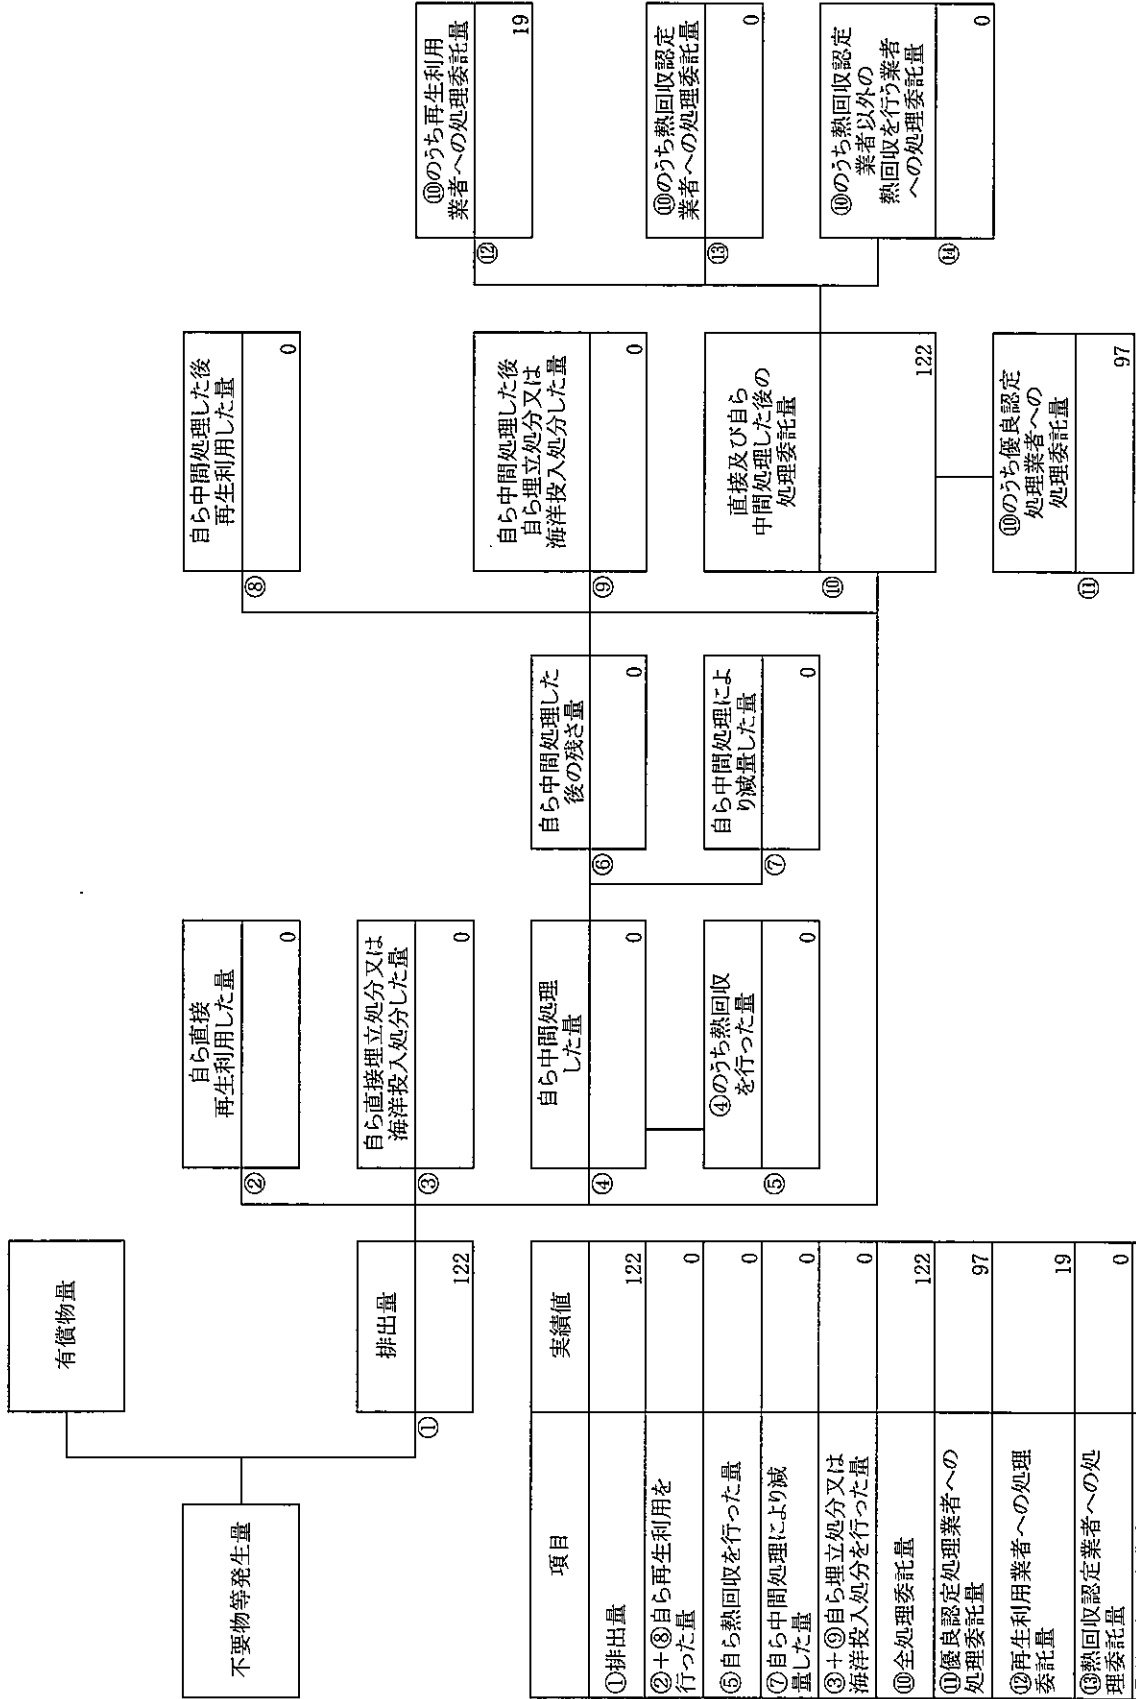 有償物量
不要物等発生量
①
排出量
122
②
自ら直接
再生利用した量
0
③
自ら直接埋立処分又は
海洋投入処分した量
0
④
自ら中間処理
した量
0
⑤
④のうち熱回収
を行った量
0
⑥
自ら中間処理した
後の残さ量
0
⑦
自ら中間処理によ
り減量した量
0
⑧
自ら中間処理した後
再生利用した量
0
⑨
自ら中間処理した後
自ら埋立処分又は
海洋投入処分した量
0
⑩
直接及び自ら
中間処理した後の
処理委託量
122
⑪
⑩のうち優良認定
処理業者への
処理委託量
97
⑫
⑩のうち再生利用
業者への処理委託量
19
⑬
⑩のうち熱回収認定
業者への処理委託量
0
⑭
⑩のうち熱回収認定
業者以外の
熱回収を行う業者
への処理委託量
0
項目 実績値
①排出量 122
②+⑧自ら再生利用を
行った量 0
⑤自ら熱回収を行った量 0
⑦自ら中間処理により減
量した量 0
③+⑨自ら埋立処分又は
海洋投入処分を行った量 0
⑩全処理委託量 122
⑪優良認定処理業者への
処理委託量 97
⑫再生利用業者への処理
委託量 19
⑬熱回収認定業者への処
理委託量 0